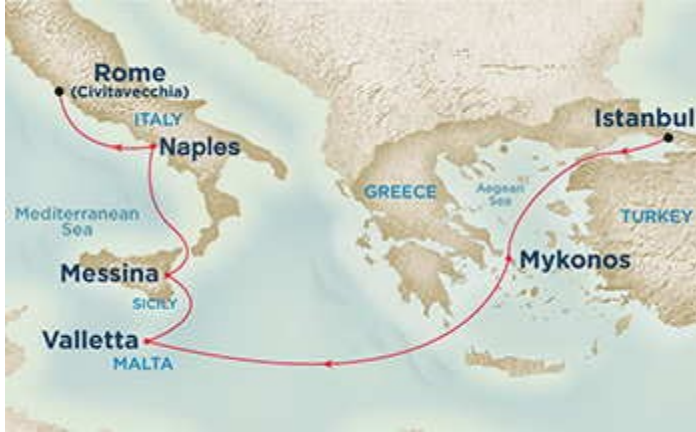 Rome
(Civitavecchia)
ITALY
Istanbul
Naples
GREECE
Aegean
Sea
Mediterranean
Sea
TURKEY
Messina
Mykonos
SICILY
Valletta
MALTA